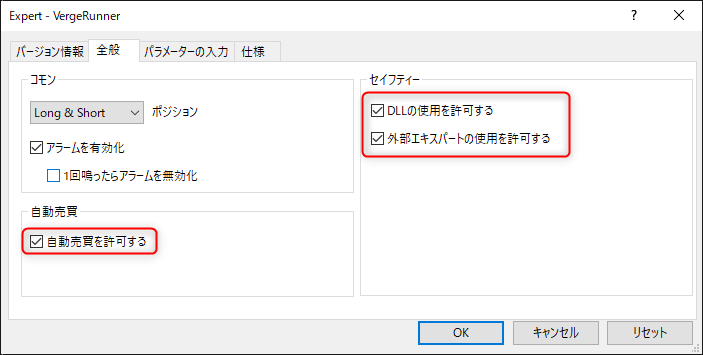 Expert - VergeRunner
?
バージョン情報 全般 パラメーターの入力 仕様
コモン
Long & Short ポジション
アラームを有効化
1回鳴ったらアラームを無効化
自動売買
自動売買を許可する
セイフティー
DLLの使用を許可する
外部エキスパートの使用を許可する
OK キャンセル リセット